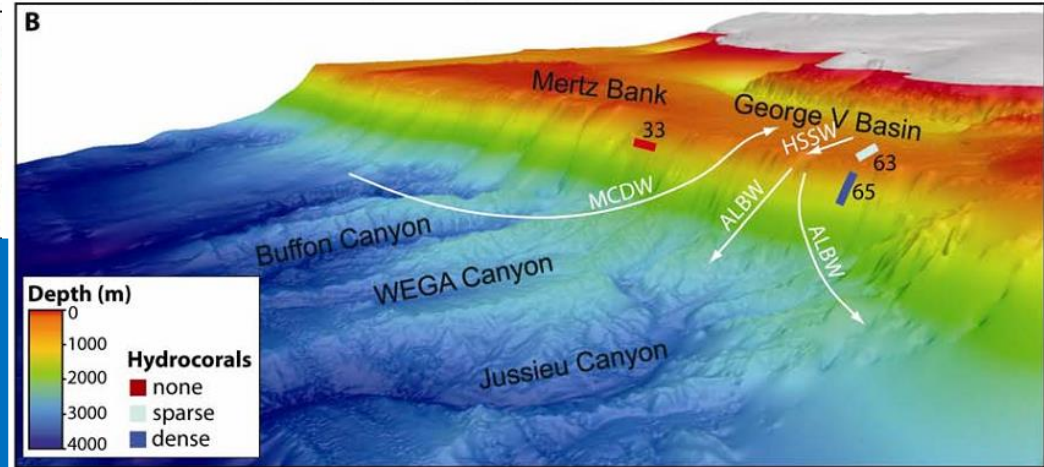 B
Mertz Bank
George V Basin
33
HSSW
63
65
MCDW
ALBW
ALBW
Buffon Canyon
WEGA Canyon
Jussieu Canyon
Depth (m)
0
1000
2000
3000
4000
Hydrocorals
none
sparse
dense